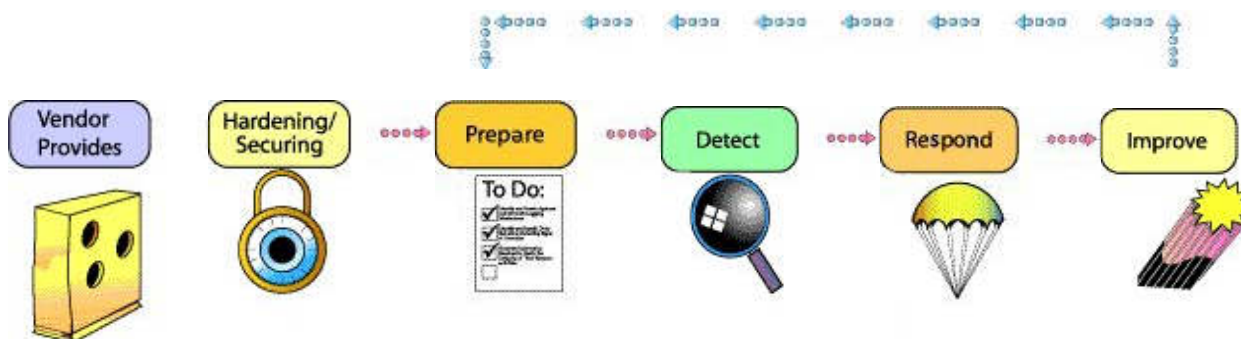 Vendor
Provides
Hardening/
Securing
Prepare
Detect
Respond
Improve
To Do: